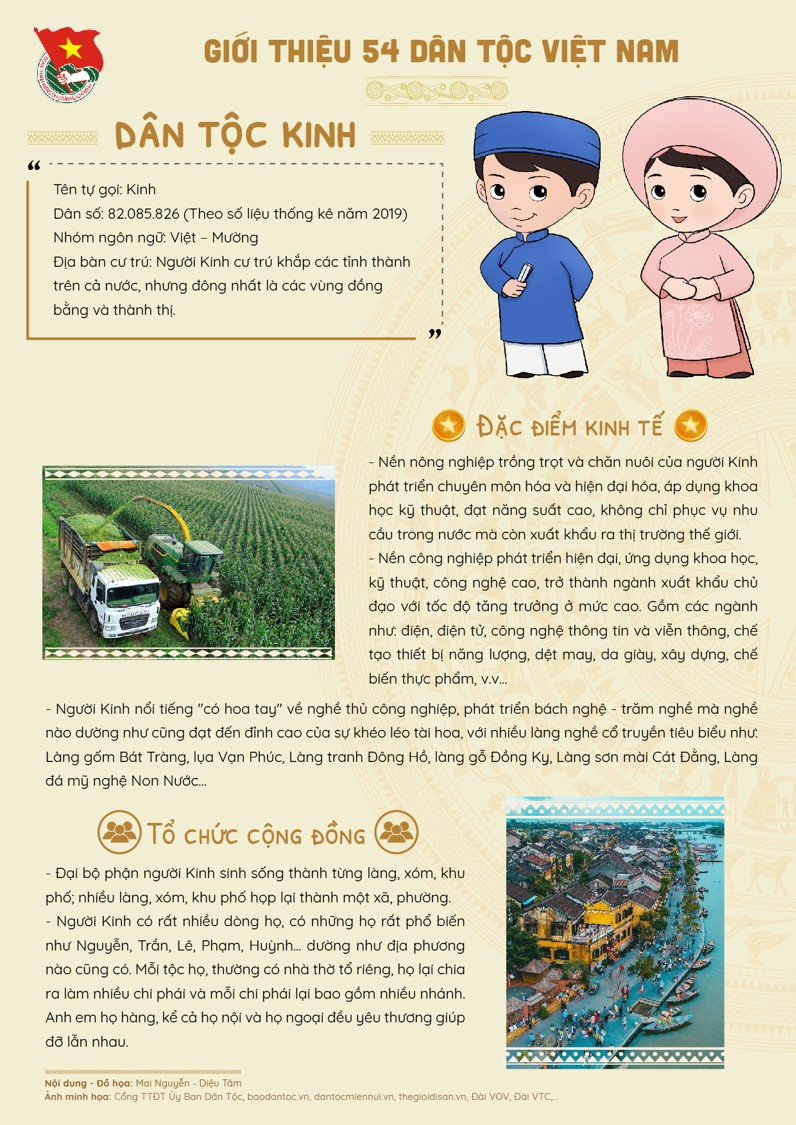 GIỚI THIỆU 54 DÂN TỘC VIỆT NAM
DÂN TỘC KINH
Tên tự gọi: Kinh
Dân số: 82.085.826 (Theo số liệu thống kê năm 2019)
Nhóm ngôn ngữ: Việt – Mường
Địa bàn cư trú: Người Kinh cư trú khắp các tỉnh thành
trên cả nước, nhưng đông nhất là các vùng đồng
bằng và thành thị.
ĐẶC ĐIỂM KINH TẾ
- Nền nông nghiệp trồng trọt và chăn nuôi của người Kinh
phát triển chuyên môn hóa và hiện đại hóa, áp dụng khoa
học kỹ thuật, đạt năng suất cao, không chỉ phục vụ nhu
cầu trong nước mà còn xuất khẩu ra thị trường thế giới.
- Nền công nghiệp phát triển hiện đại, ứng dụng khoa học,
kỹ thuật, công nghệ cao, trở thành ngành xuất khẩu chủ
đạo với tốc độ tăng trưởng ở mức cao. Gồm các ngành
như: điện, điện tử, công nghệ thông tin và viễn thông, chế
tạo thiết bị năng lượng, dệt may, da giày, xây dựng, chế
biến thực phẩm, v.v...
- Người Kinh nổi tiếng "có hoa tay" về nghề thủ công nghiệp, phát triển bách nghệ - trăm nghề mà nghề
nào dường như cũng đạt đến đỉnh cao của sự khéo léo tài hoa, với nhiều làng nghề cổ truyền tiêu biểu như:
Làng gốm Bát Tràng, lụa Vạn Phúc, Làng tranh Đông Hồ, làng gỗ Đồng Kỵ, Làng sơn mài Cát Đằng, Làng
đá mỹ nghệ Non Nước...
TỔ CHỨC CỘNG ĐỒNG
- Đại bộ phận người Kinh sinh sống thành từng làng, xóm, khu
phố; nhiều làng, xóm, khu phố họp lại thành một xã, phường.
- Người Kinh có rất nhiều dòng họ, có những họ rất phổ biến
như Nguyễn, Trần, Lê, Phạm, Huỳnh... dường như địa phương
nào cũng có. Mỗi tộc họ, thường có nhà thờ tổ riêng, họ lại chia
ra làm nhiều chi phái và mỗi chi phái lại bao gồm nhiều nhánh.
Anh em họ hàng, kể cả họ nội và họ ngoại đều yêu thương giúp
đỡ lẫn nhau.
Nội dung - Đồ họa: Mai Nguyễn - Diệu Tâm
Ảnh minh họa: Cổng TTĐT Ủy Ban Dân Tộc, baodantoc.vn, dantocmiennui.vn, thegioidisan.vn, Đài VOV, Đài VTC,...